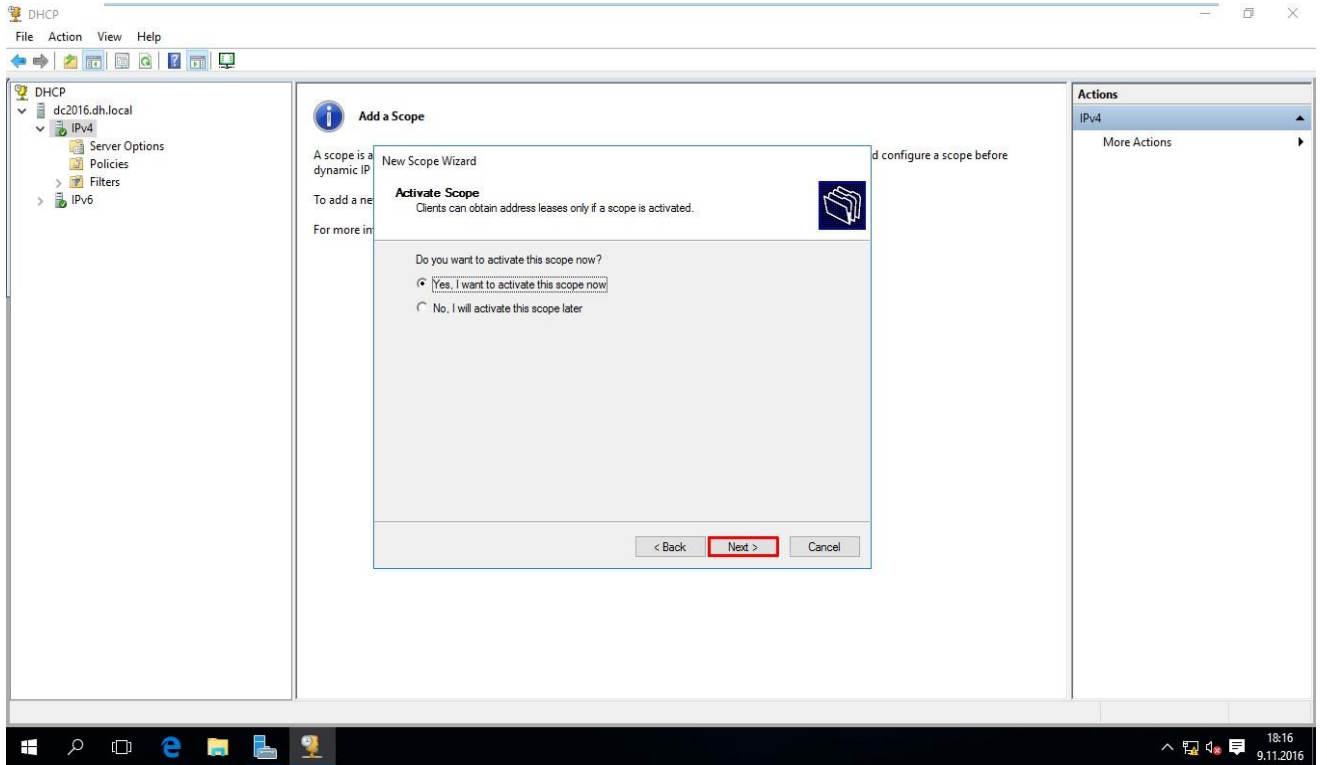 DHCP
File Action View Help
DHCP
dc2016.dh.local
IPv4
Server Options
Policies
Filters
IPv6
Add a Scope
A scope is a
d configure a scope before
dynamic IP
To add a ne
For more in
New Scope Wizard
Activate Scope
Clients can obtain address leases only if a scope is activated.
Do you want to activate this scope now?
Yes, I want to activate this scope now
No, I will activate this scope later
< Back Next > Cancel
Actions
IPv4
More Actions
18:16
9.11.2016